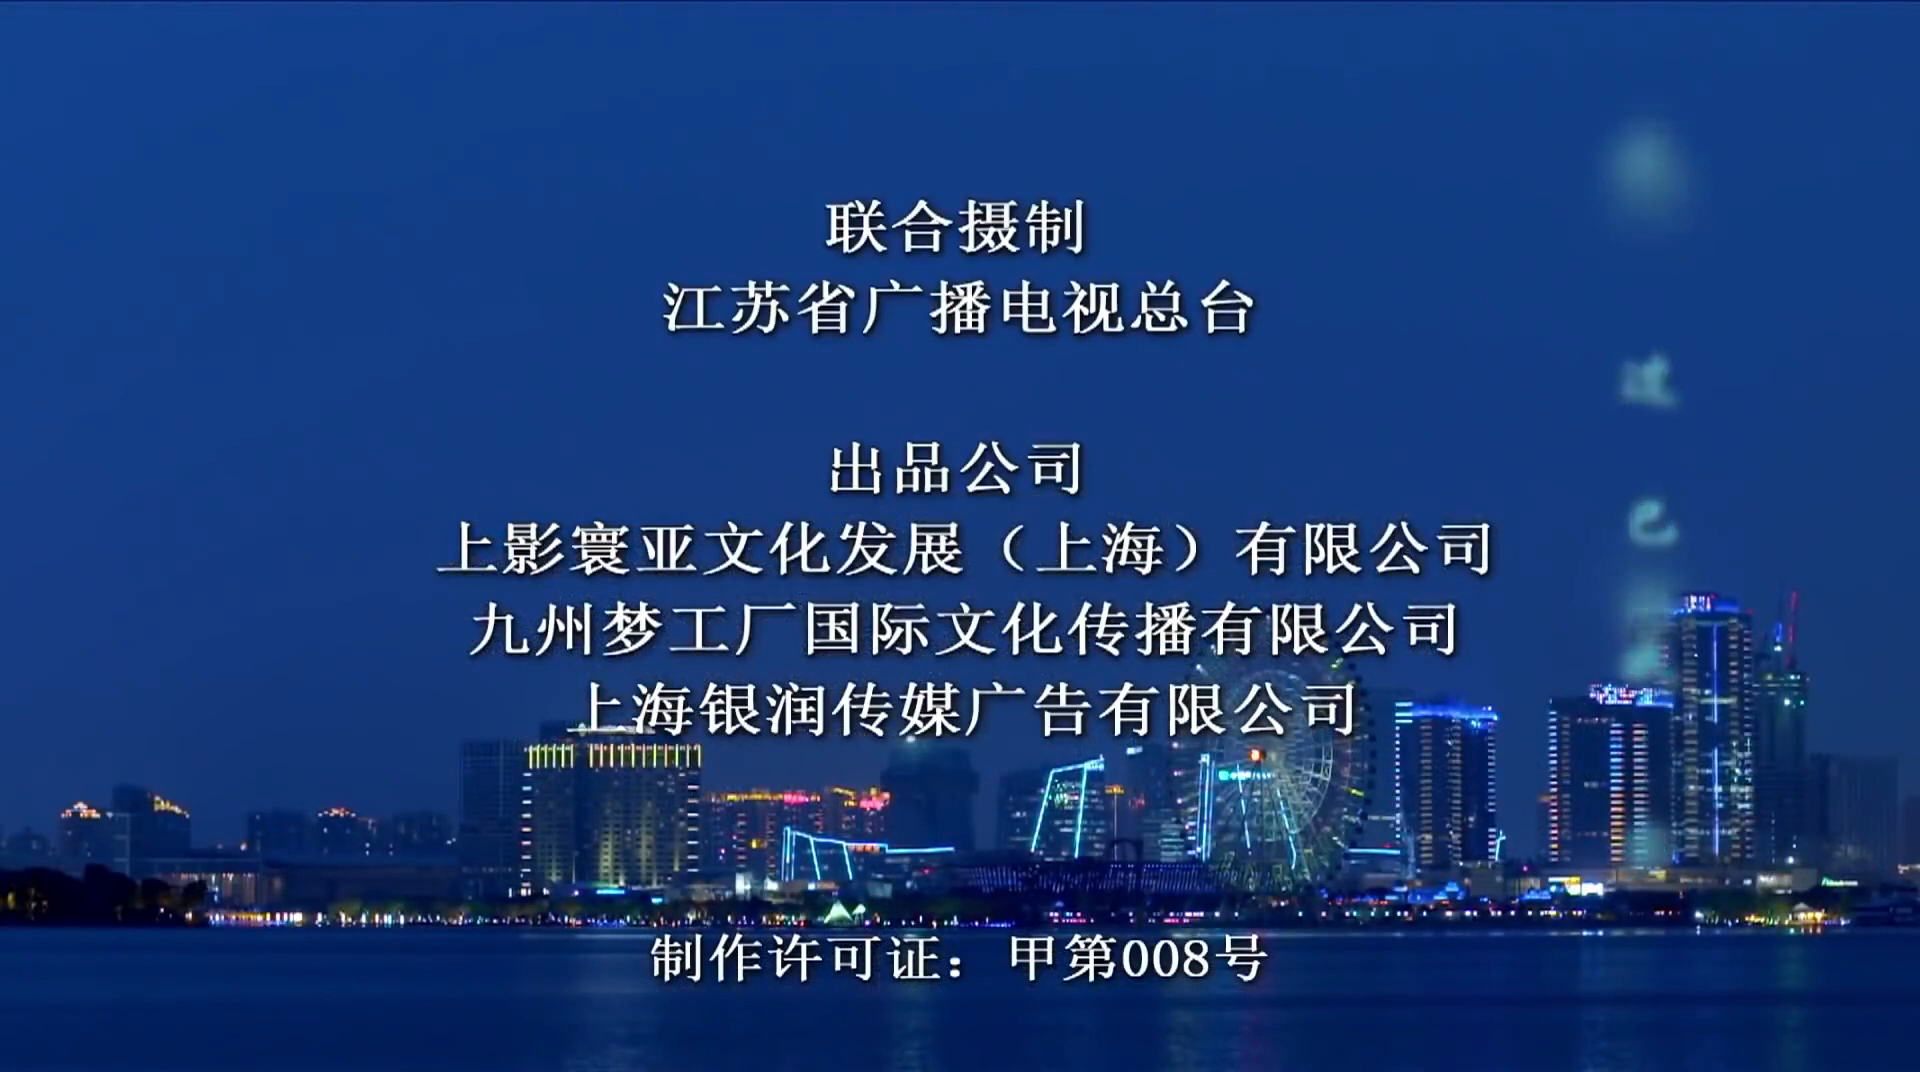 联合摄制
江苏省广播电视总台
出品公司
上影寰亚文化发展（上海）有限公司
九州梦工厂国际文化传播有限公司
上海银润传媒广告有限公司
制作许可证：甲第008号